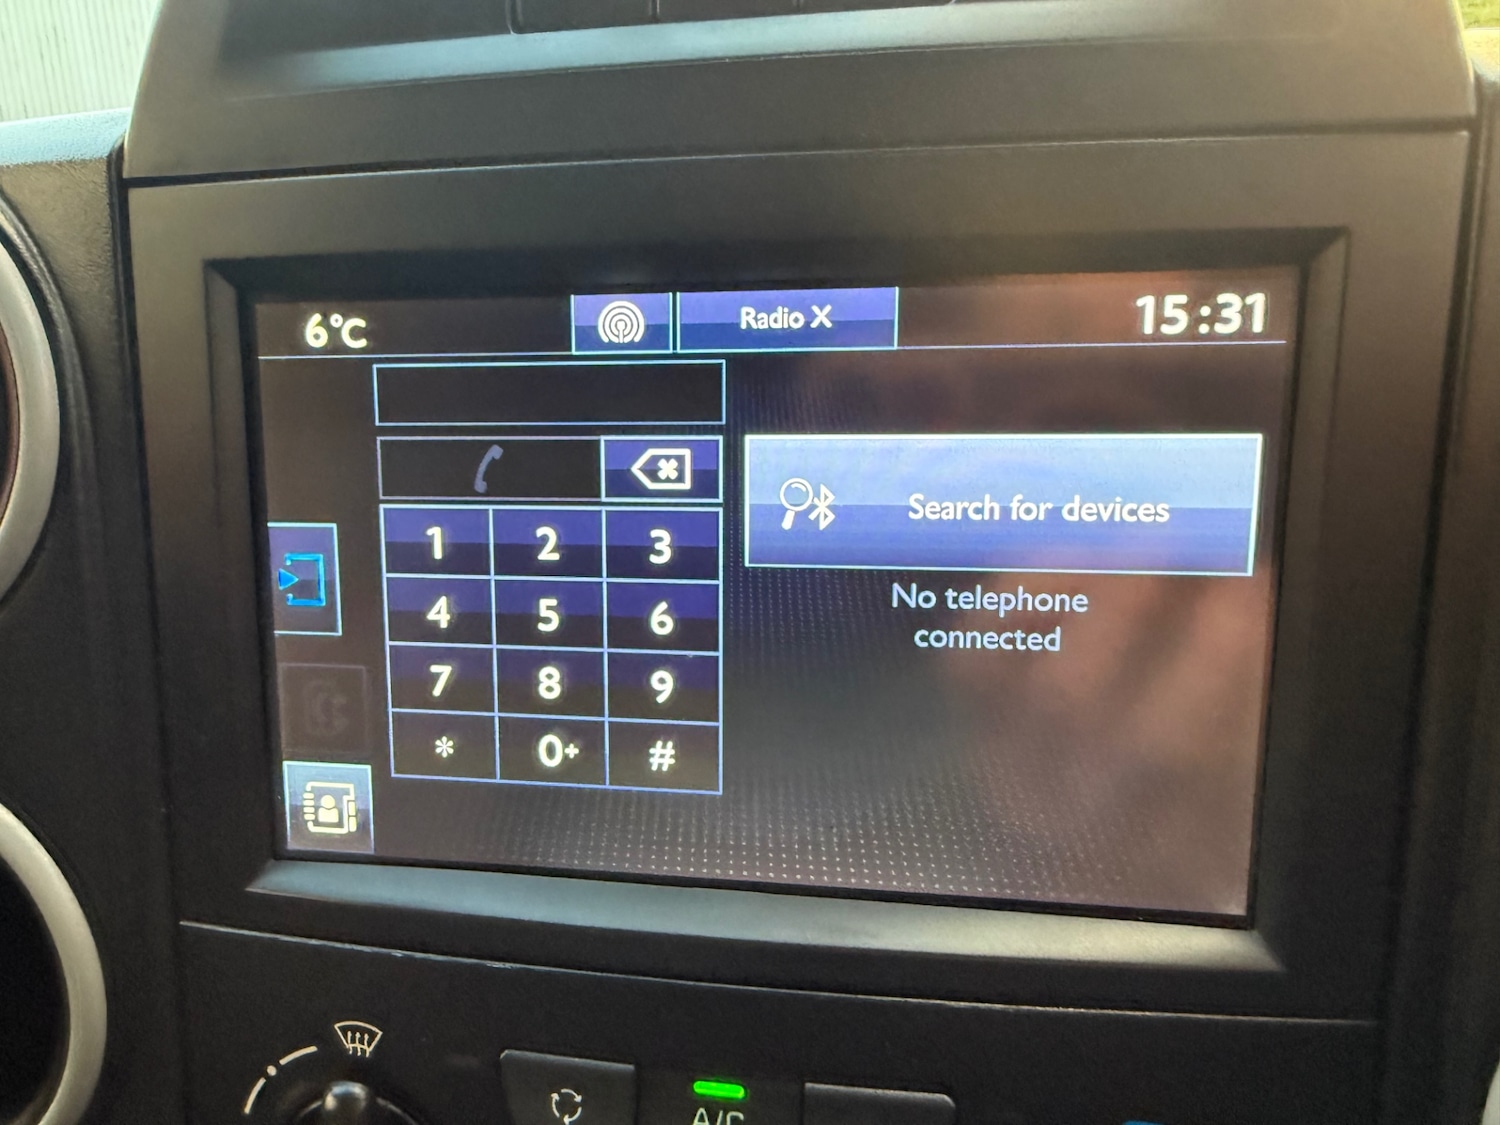 6°C
Radio X
15:31
Search for devices
No telephone
connected
1 2 3
4 5 6
7 8 9
* 0+ #
A/C